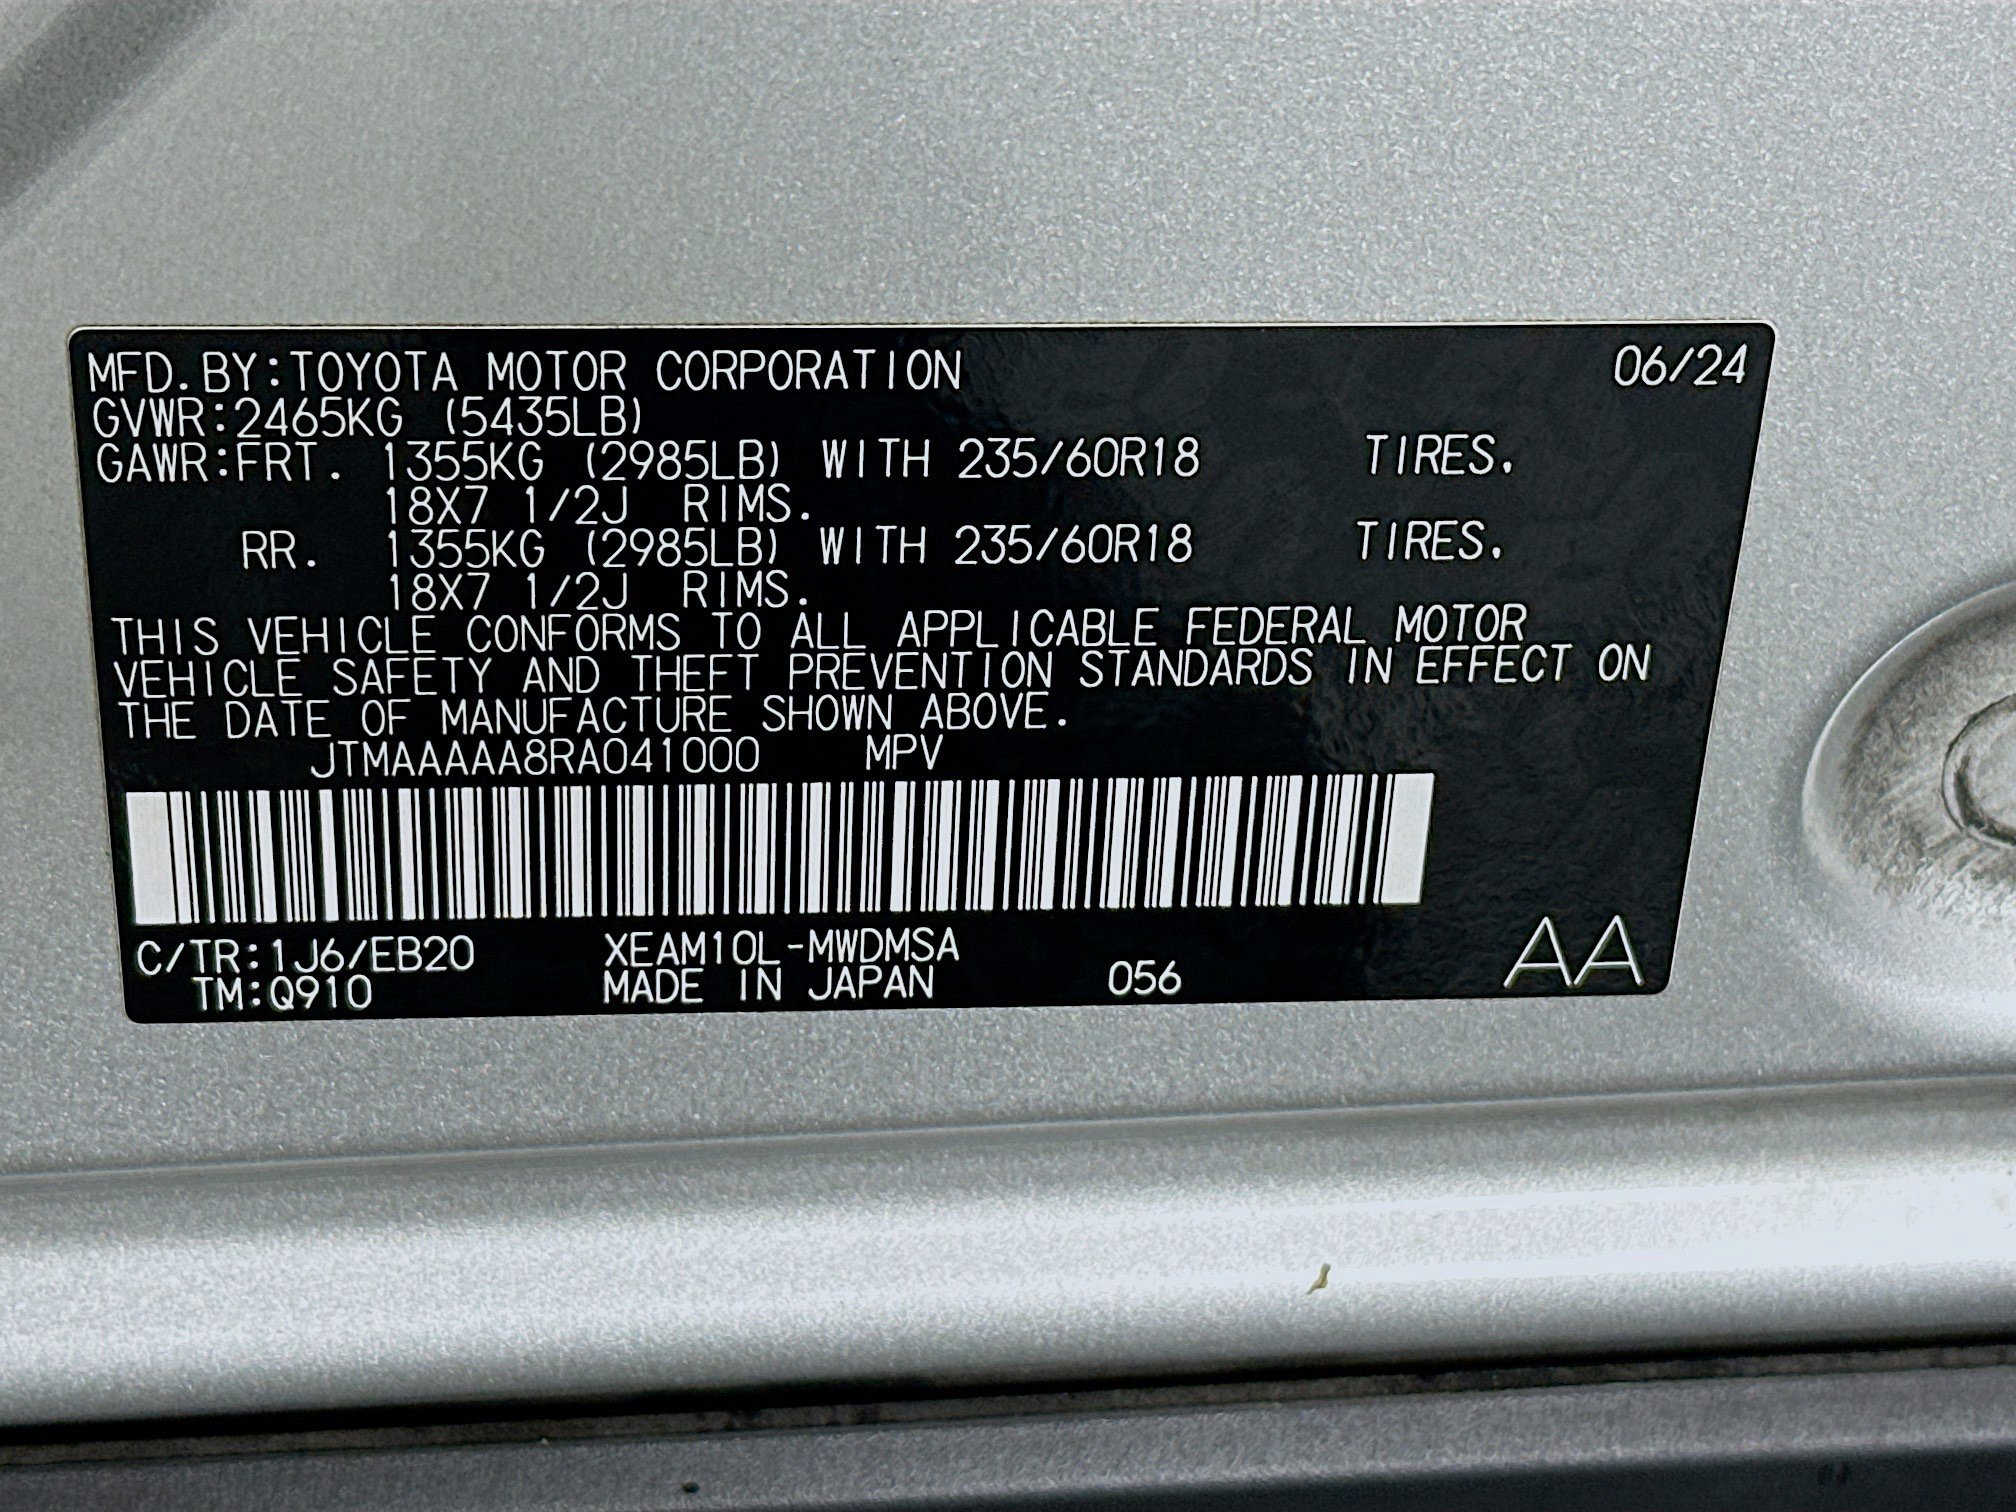 MFD.BY:TOYOTA MOTOR CORPORATION 06/24
GVWR:2465KG (5435LB)
GAWR:FRT. 1355KG (2985LB) WITH 235/60R18 TIRES.
18X7 1/2J RIMS.
RR. 1355KG (2985LB) WITH 235/60R18 TIRES.
18X7 1/2J RIMS.
THIS VEHICLE CONFORMS TO ALL APPLICABLE FEDERAL MOTOR
VEHICLE SAFETY AND THEFT PREVENTION STANDARDS IN EFFECT ON
THE DATE OF MANUFACTURE SHOWN ABOVE.
JTMAAAAA8RA041000 MPV
C/TR:1J6/EB20 XEAM10L-MWDMSA
TM:Q910 MADE IN JAPAN 056 AA